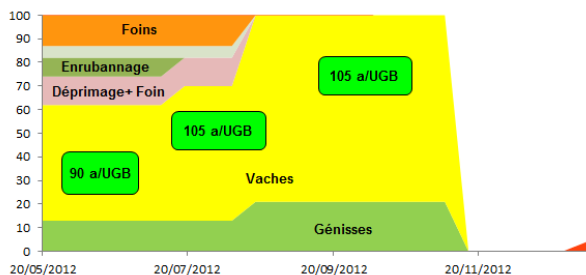 100
90
80
70
60
50
40
30
20
10
0
Foins
Enrubannage
Déprimage+ Foin
105 a/UGB
105 a/UGB
90 a/UGB
Vaches
Génisses
20/05/2012 20/07/2012 20/09/2012 20/11/2012